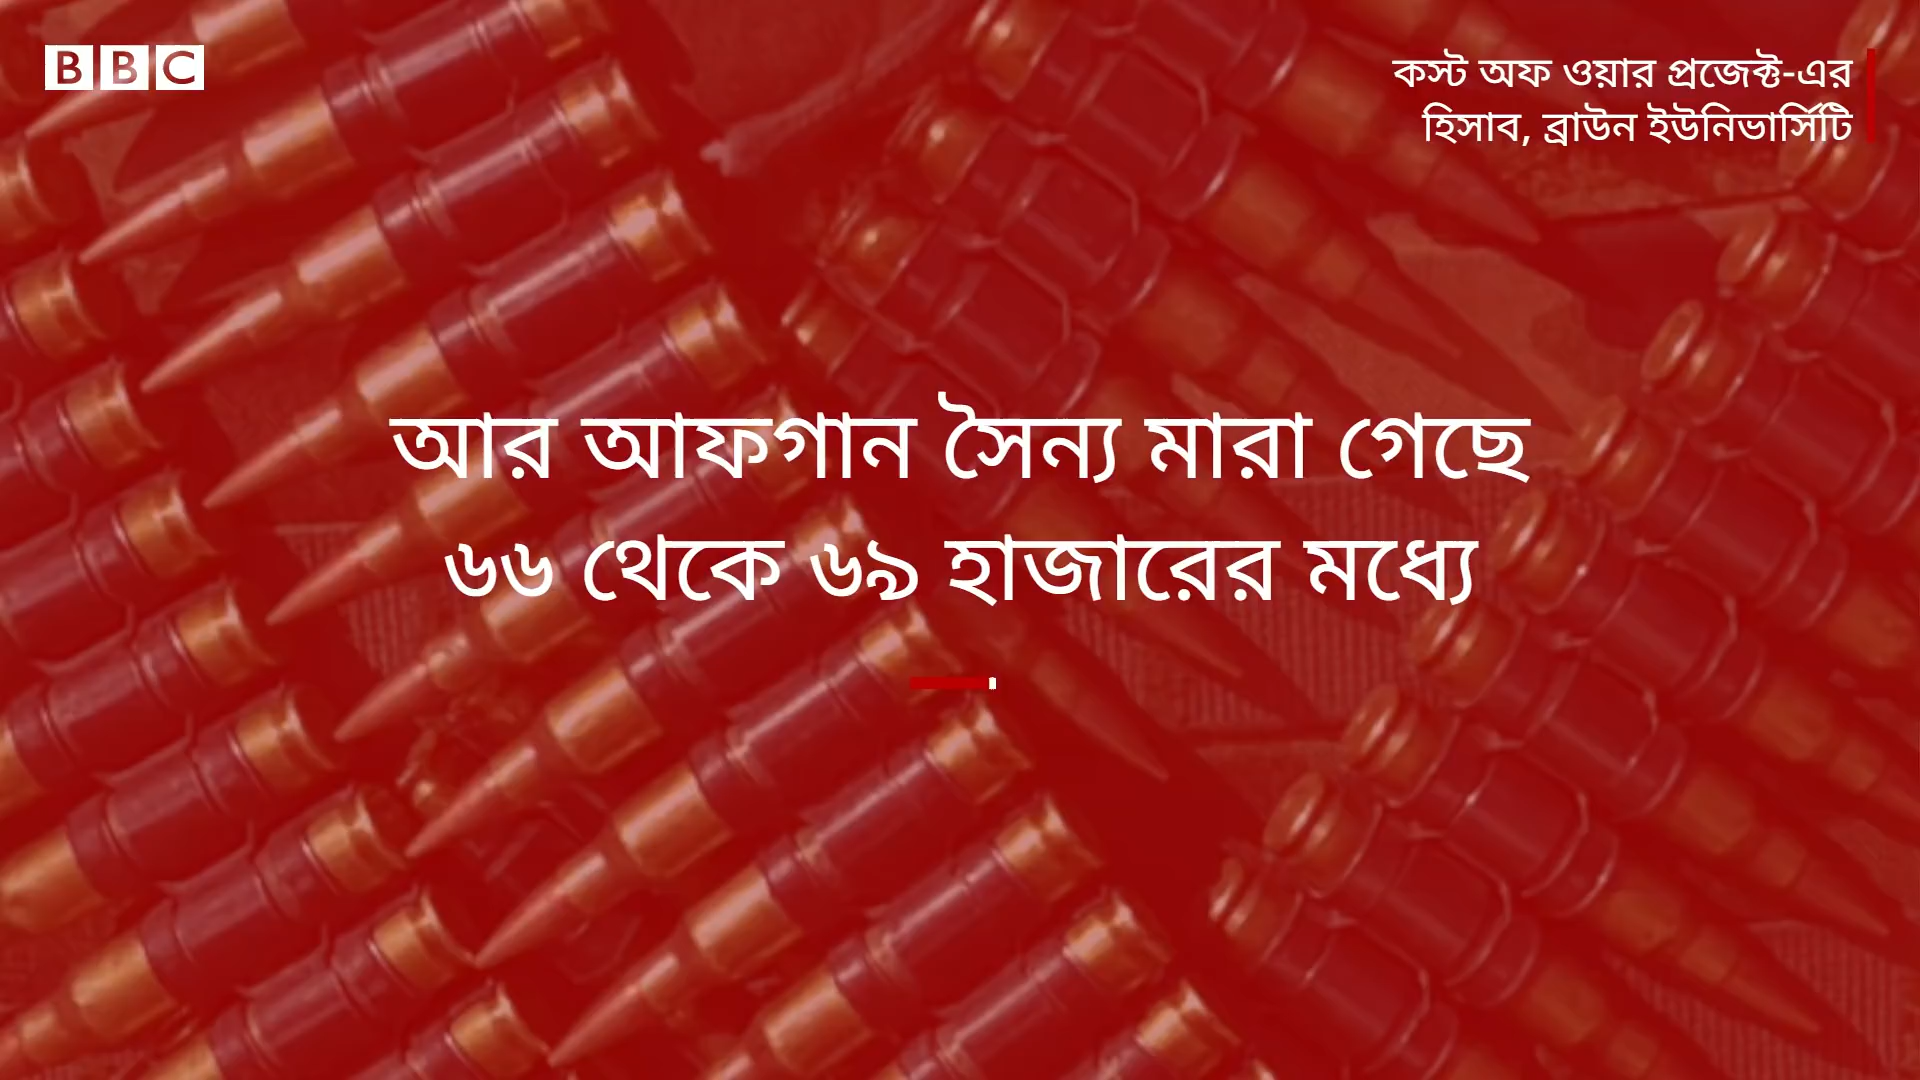 BBC
কস্ট অফ ওয়ার প্রজেক্ট-এর
হিসাব, ব্রাউন ইউনিভার্সিটি
আর আফগান সৈন্য মারা গেছে
৬৬ থেকে ৬৯ হাজারের মধ্যে